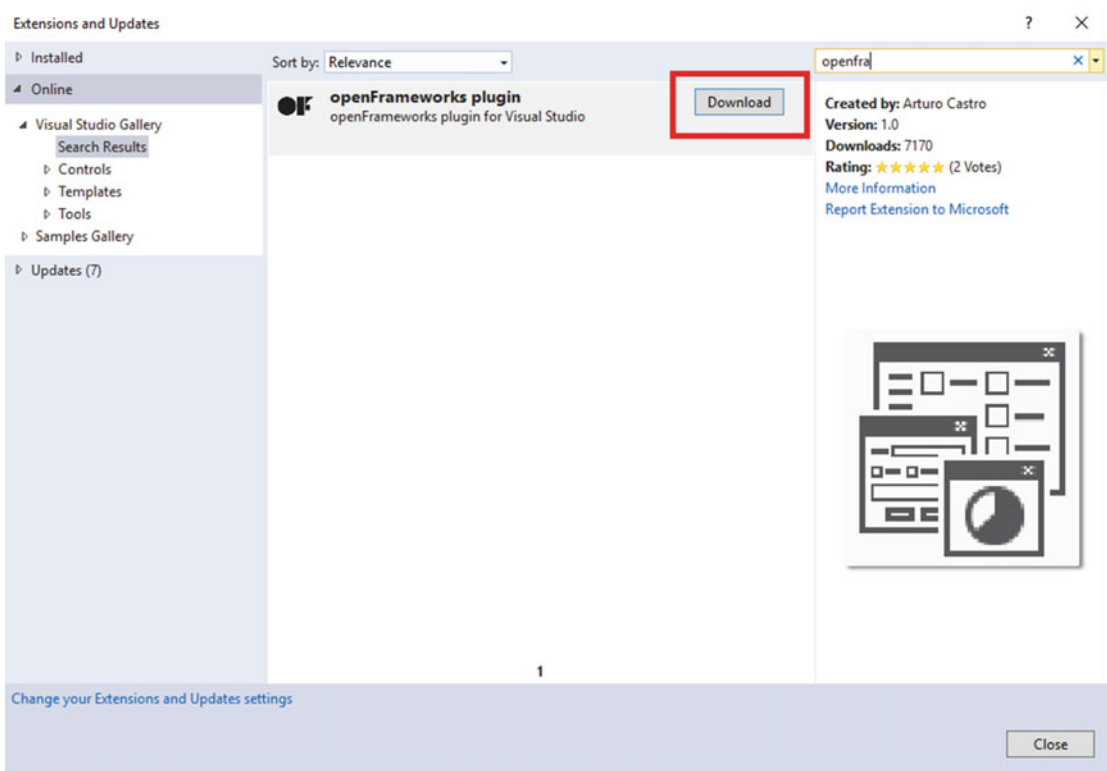 Extensions and Updates
?
Installed
Online
Visual Studio Gallery
Search Results
Controls
Templates
Tools
Samples Gallery
Updates (7)
Sort by: Relevance
OF
openFrameworks plugin
openFrameworks plugin for Visual Studio
Download
1
openfra
Created by: Arturo Castro
Version: 1.0
Downloads: 7170
Rating: (2 Votes)
More Information
Report Extension to Microsoft
Change your Extensions and Updates settings
Close